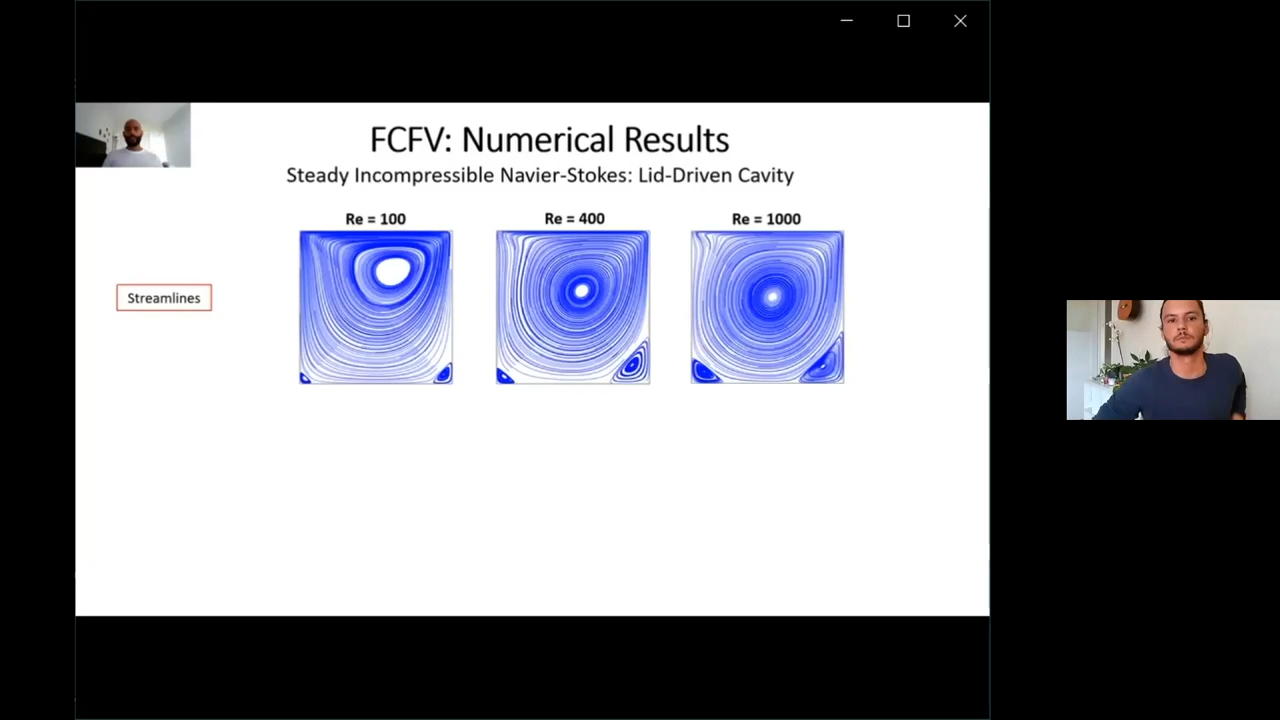 FCFV: Numerical Results
Steady Incompressible Navier-Stokes: Lid-Driven Cavity
Re = 100
Re = 400
Re = 1000
Streamlines